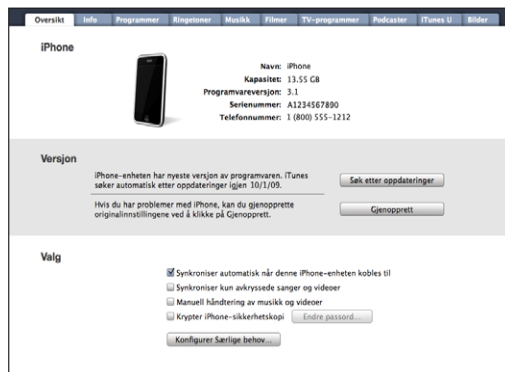 Oversikt Info Programmer Ringetoner Musikk Filmer TV-programmer Podcaster iTunes U Bilder
iPhone
Navn: iPhone
Kapasitet: 13.55 GB
Programvareversjon: 3.1
Serienummer: A1234567890
Telefonnummer: 1 (800) 555-1212
Versjon
iPhone-enheten har nyeste versjon av programvaren. iTunes
søker automatisk etter oppdateringer igjen 10/1/09.
Søk etter oppdateringer
Hvis du har problemer med iPhone, kan du gjenopprette
originalinnstillingene ved å klikke på Gjenopprett.
Gjenopprett
Valg
Synkroniser automatisk når denne iPhone-enheten kobles til
Synkroniser kun avkryssede sanger og videoer
Manuell håndtering av musikk og videoer
Krypter iPhone-sikkerhetskopi Endre passord...
Konfigurer Særlige behov...